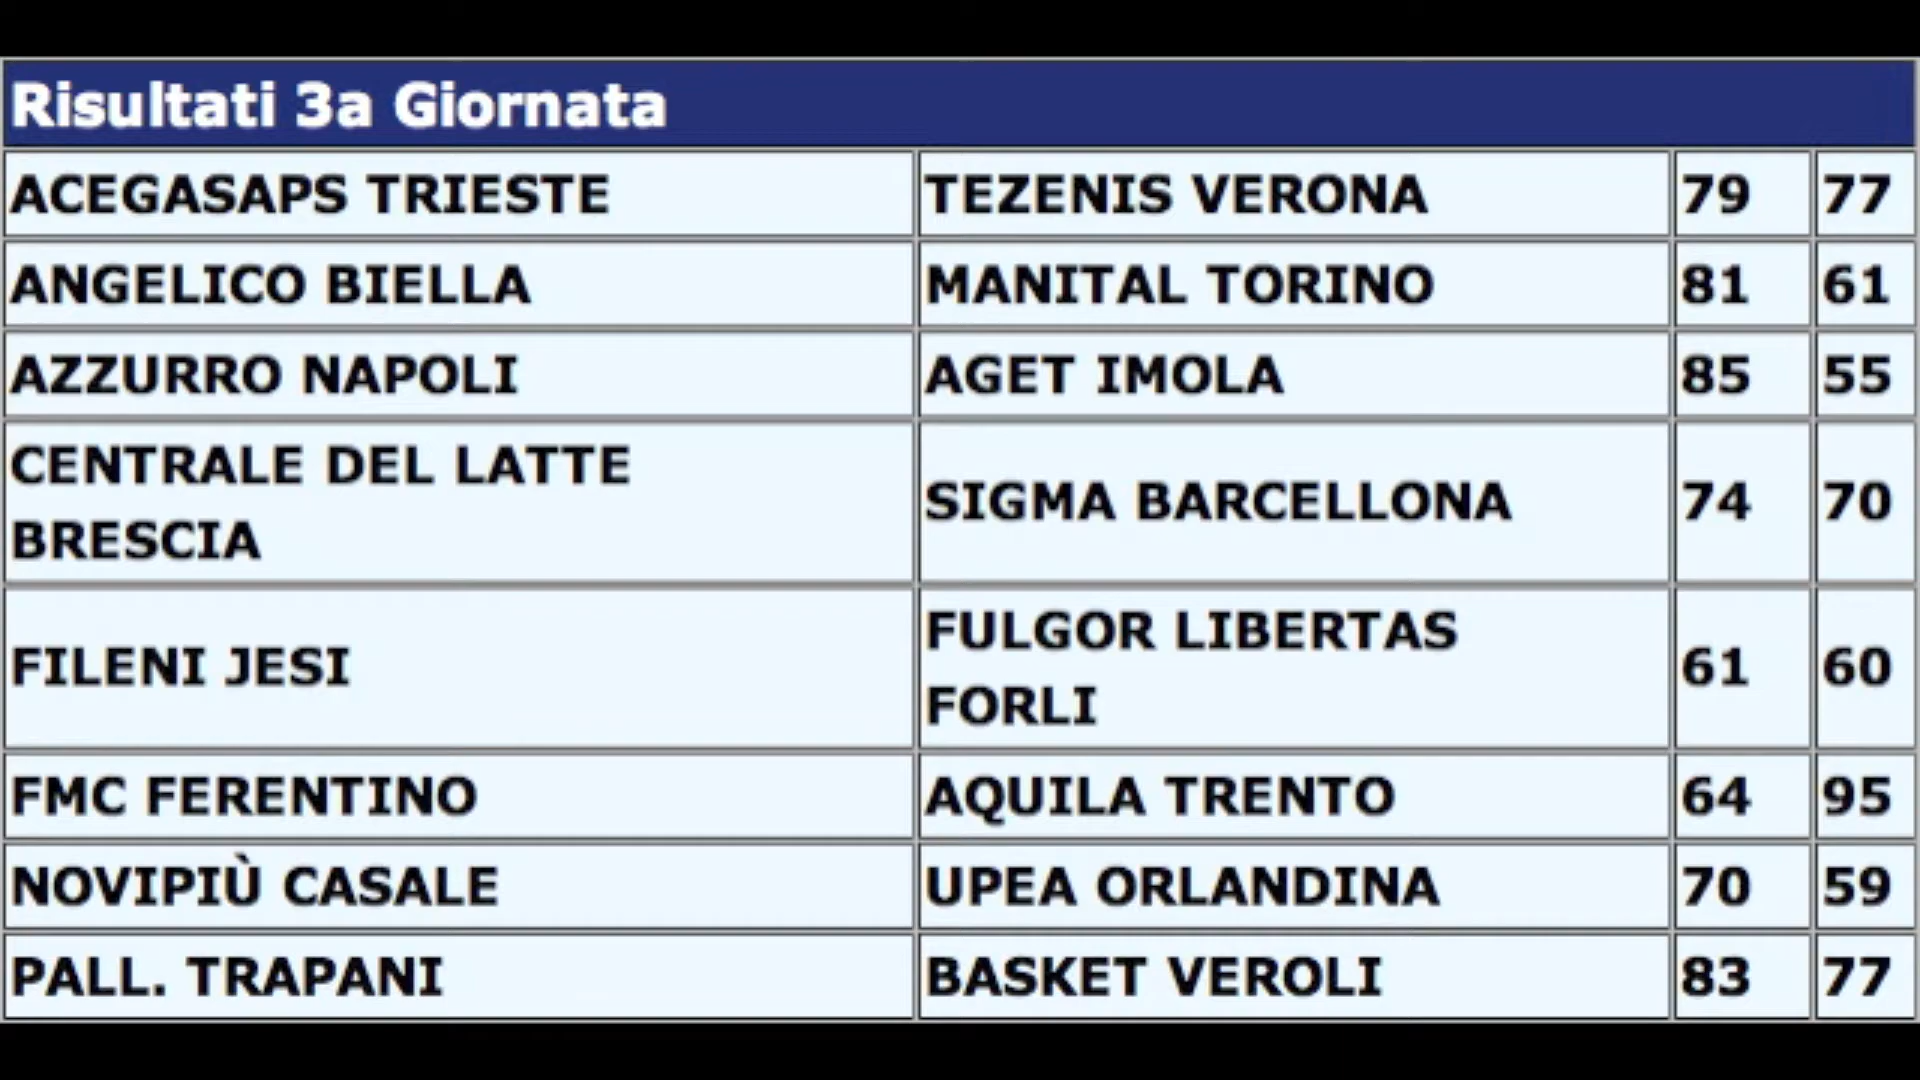 Risultati 3a Giornata
ACEGASAPS TRIESTE TEZENIS VERONA 79 77
ANGELICO BIELLA MANITAL TORINO 81 61
AZZURRO NAPOLI AGET IMOLA 85 55
CENTRALE DEL LATTE
BRESCIA
SIGMA BARCELLONA 74 70
FILENI JESI
FULGOR LIBERTAS
FORLI
61 60
FMC FERENTINO AQUILA TRENTO 64 95
NOVIPIÙ CASALE UPEA ORLANDINA 70 59
PALL. TRAPANI BASKET VEROLI 83 77